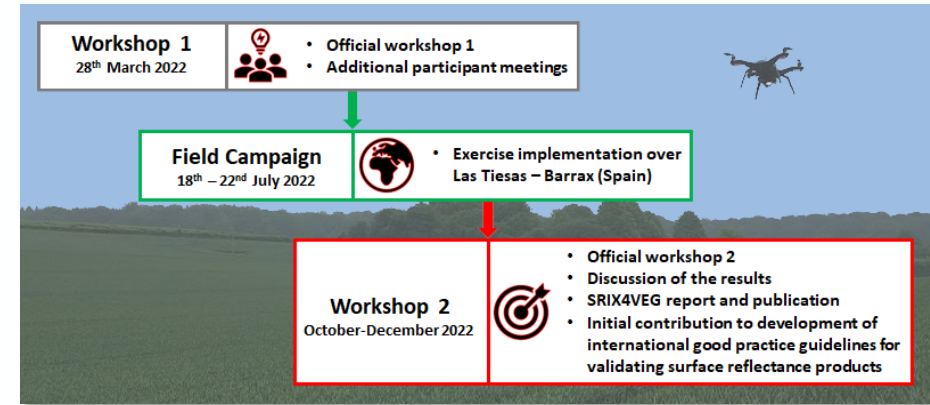 Workshop 1
28th March 2022
• Official workshop 1
• Additional participant meetings
Field Campaign
18th – 22nd July 2022
• Exercise implementation over
Las Tiesas – Barrax (Spain)
Workshop 2
October-December 2022
• Official workshop 2
• Discussion of the results
• SRIX4VEG report and publication
• Initial contribution to development of
international good practice guidelines for
validating surface reflectance products